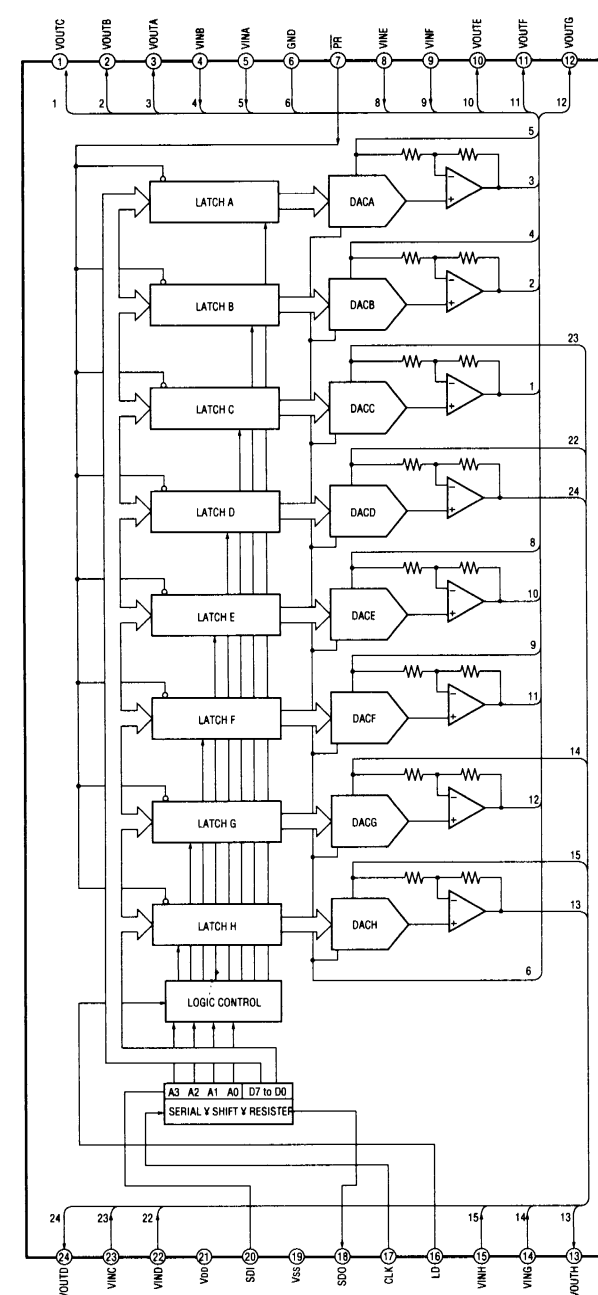 VOUTC VOUTB VOUTA VINB VINA GND PR VINE VINF VOUTE VOUTF VOUTG
1 2 3 4 5 6 7 8 9 10 11 12
1 2 3 4 5 6 8 9 10 11 12
5
LATCH A DACA − + 3
4
LATCH B DACB − + 2
23
LATCH C DACC − + 1
22
LATCH D DACD − + 24
8
LATCH E DACE − + 10
9
LATCH F DACF − + 11
14
LATCH G DACG − + 12
15
LATCH H DACH − + 13
6
LOGIC CONTROL
A3 A2 A1 A0 D7 to D0
SERIAL ¥ SHIFT ¥ RESISTER
24 23 22 15 14 13
24 23 22 21 20 19 18 17 16 15 14 13
VOUTD VINC VIND VDD SDI VSS SDO CLK LD VINH VING VOUTH